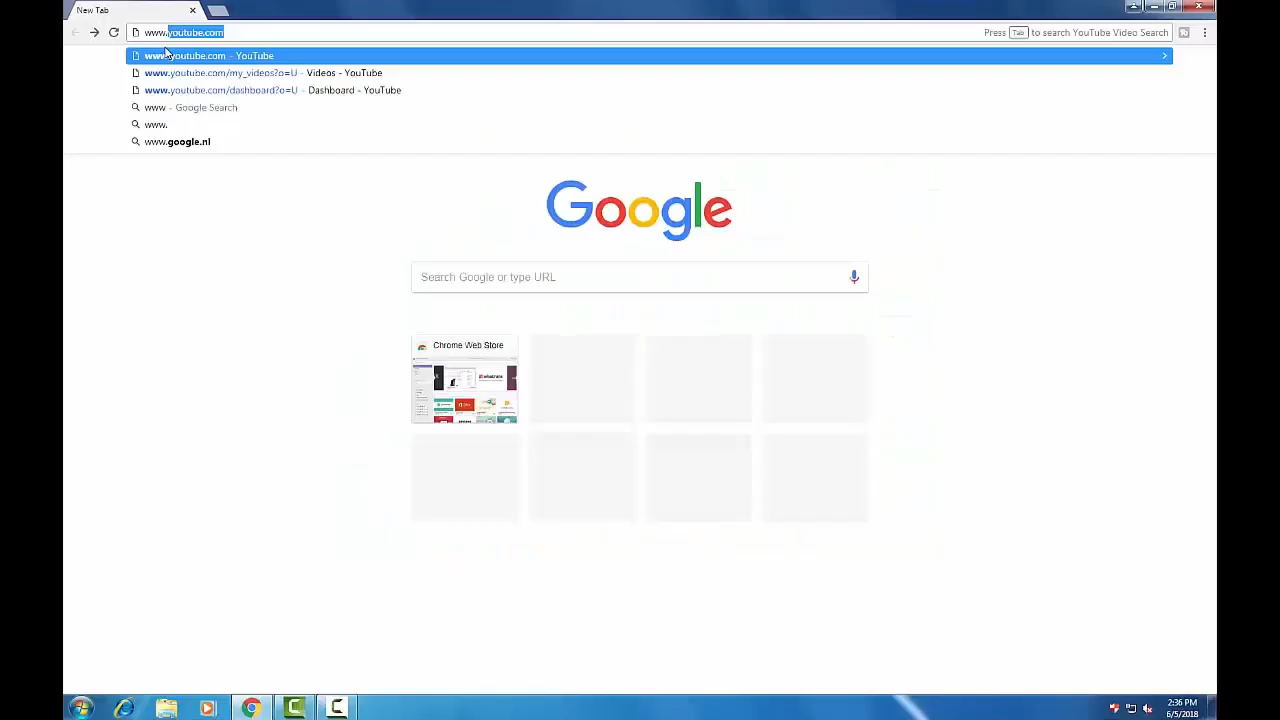 New Tab
www.youtube.com
Press Tab to search YouTube Video Search
www.youtube.com - YouTube
www.youtube.com/my_videos?o=U - Videos - YouTube
www.youtube.com/dashboard?o=U - Dashboard - YouTube
www - Google Search
www.
www.google.nl
Google
Search Google or type URL
Chrome Web Store
2:36 PM
6/5/2018